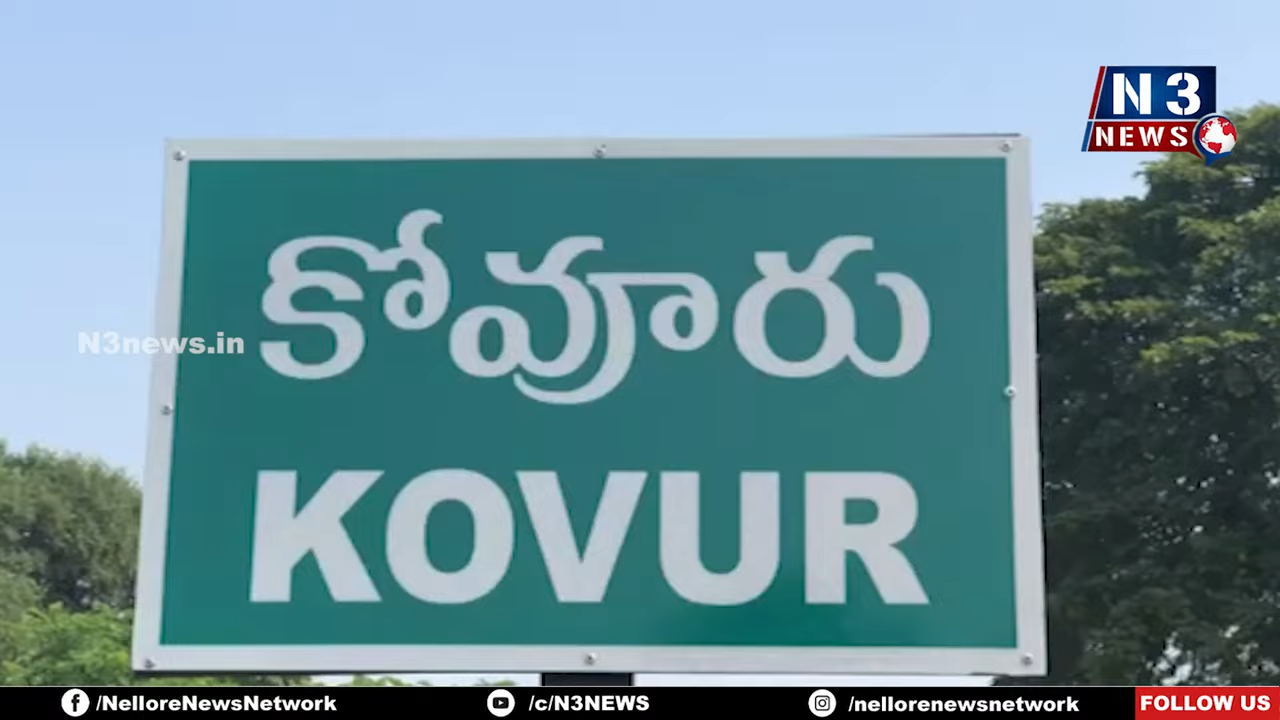 N3
NEWS
కోవూరు
N3news.in
KOVUR
/NelloreNewsNetwork
/c/N3NEWS
/nellorenewsnetwork
FOLLOW US